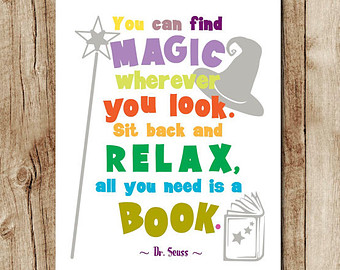 You can find
MAGIC
wherever
you look.
Sit back and
RELAX,
all you need is a
BOOK.
~ Dr. Seuss ~